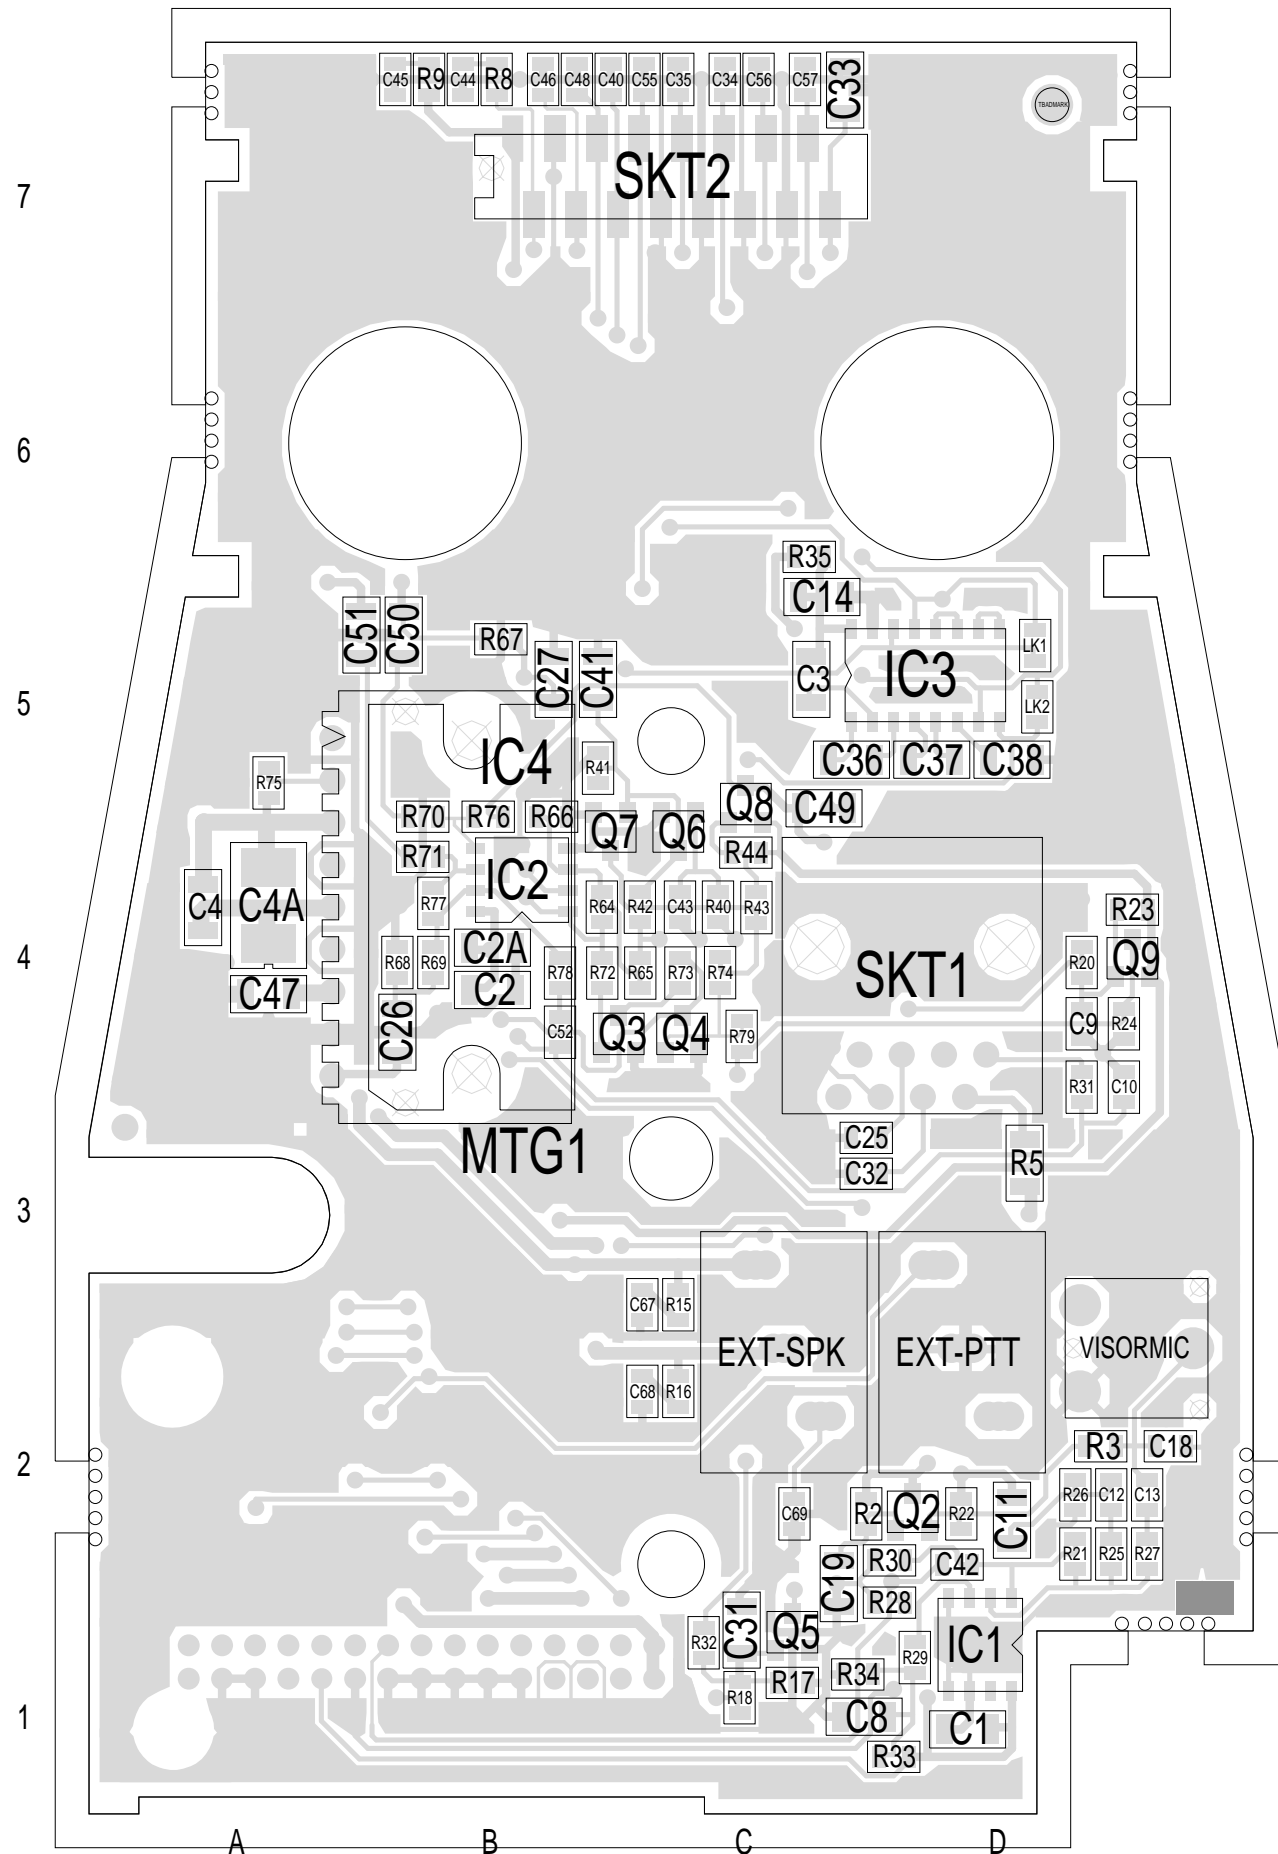 C45 R9 C44 R8 C46 C48 C40 C55 C35 C34 C56 C57 C33
TBADMARK
7
SKT2
6
R35
C14
C51 C50 R67 C27 C41 C3 IC3 LK1
5
LK2
IC4
C36 C37 C38
R75
R41
R70 R76 R66 Q7 Q6 Q8 C49
R71 IC2 R44
C4 C4A R77 R64 R42 C43 R40 R43 R23
4
R68 R69 C2A R78 R72 R65 R73 R74 SKT1 R20 Q9
C47 C2
C26 C52 Q3 Q4 R79 C9 R24
R31 C10
MTG1
C25
C32
R5
3
C67 R15
EXT-SPK EXT-PTT VISORMIC
C68 R16
2
R3 C18
C69 R2 Q2 R22 C11 R26 C12 C13
C19 R30 C42 R21 R25 R27
R28
R32 C31 Q5 R29 IC1
R18 R17 R34
1
C8 C1
R33
A B C D